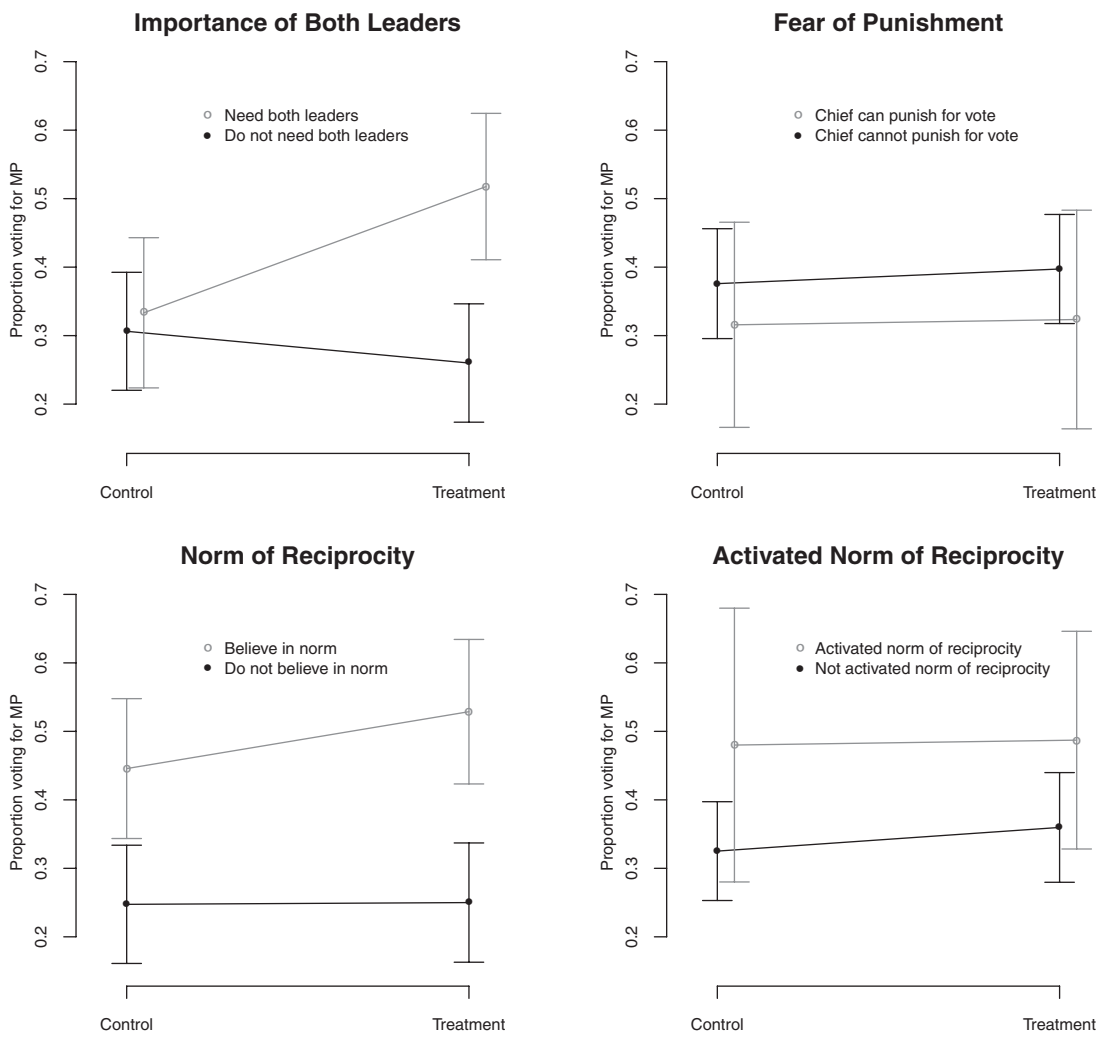 Importance of Both Leaders
Proportion voting for MP
0.7
0.6
0.5
0.4
0.3
0.2
Need both leaders
Do not need both leaders
Control
Treatment
Fear of Punishment
Proportion voting for MP
0.7
0.6
0.5
0.4
0.3
0.2
Chief can punish for vote
Chief cannot punish for vote
Control
Treatment
Norm of Reciprocity
Proportion voting for MP
0.7
0.6
0.5
0.4
0.3
0.2
Believe in norm
Do not believe in norm
Control
Treatment
Activated Norm of Reciprocity
Proportion voting for MP
0.7
0.6
0.5
0.4
0.3
0.2
Activated norm of reciprocity
Not activated norm of reciprocity
Control
Treatment